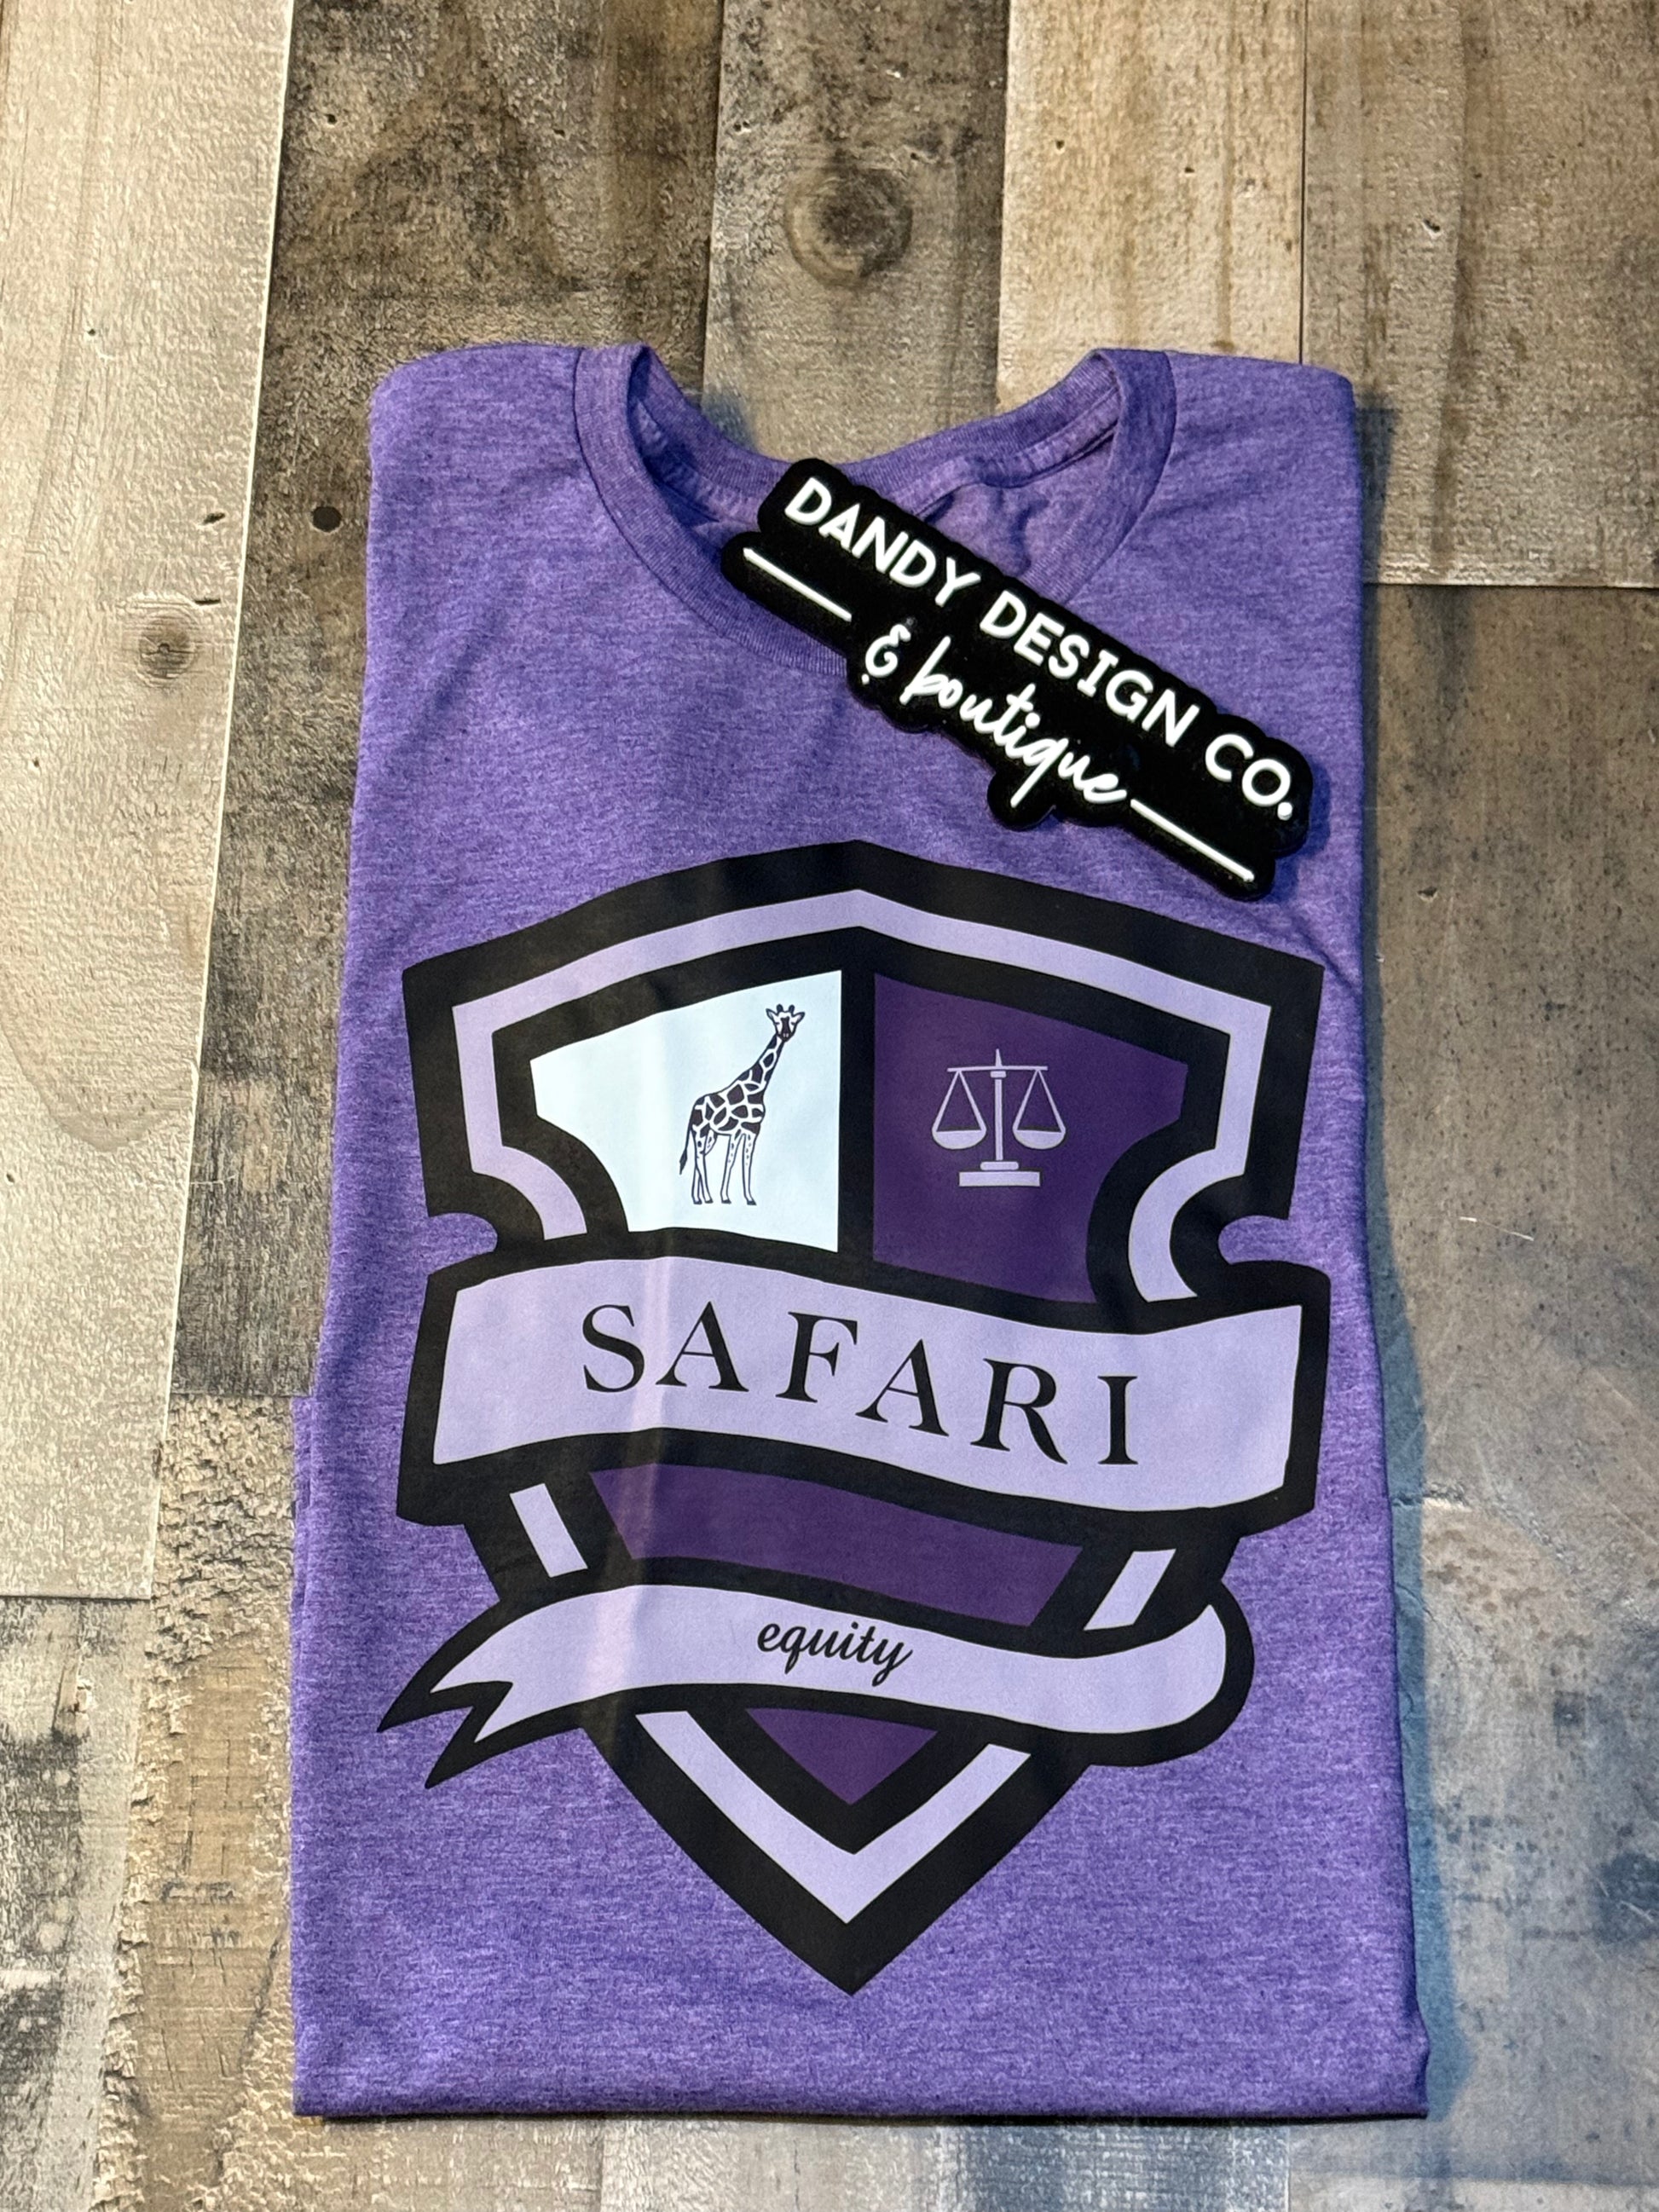 DANDY DESIGN CO.
& boutique
SAFARI
equity